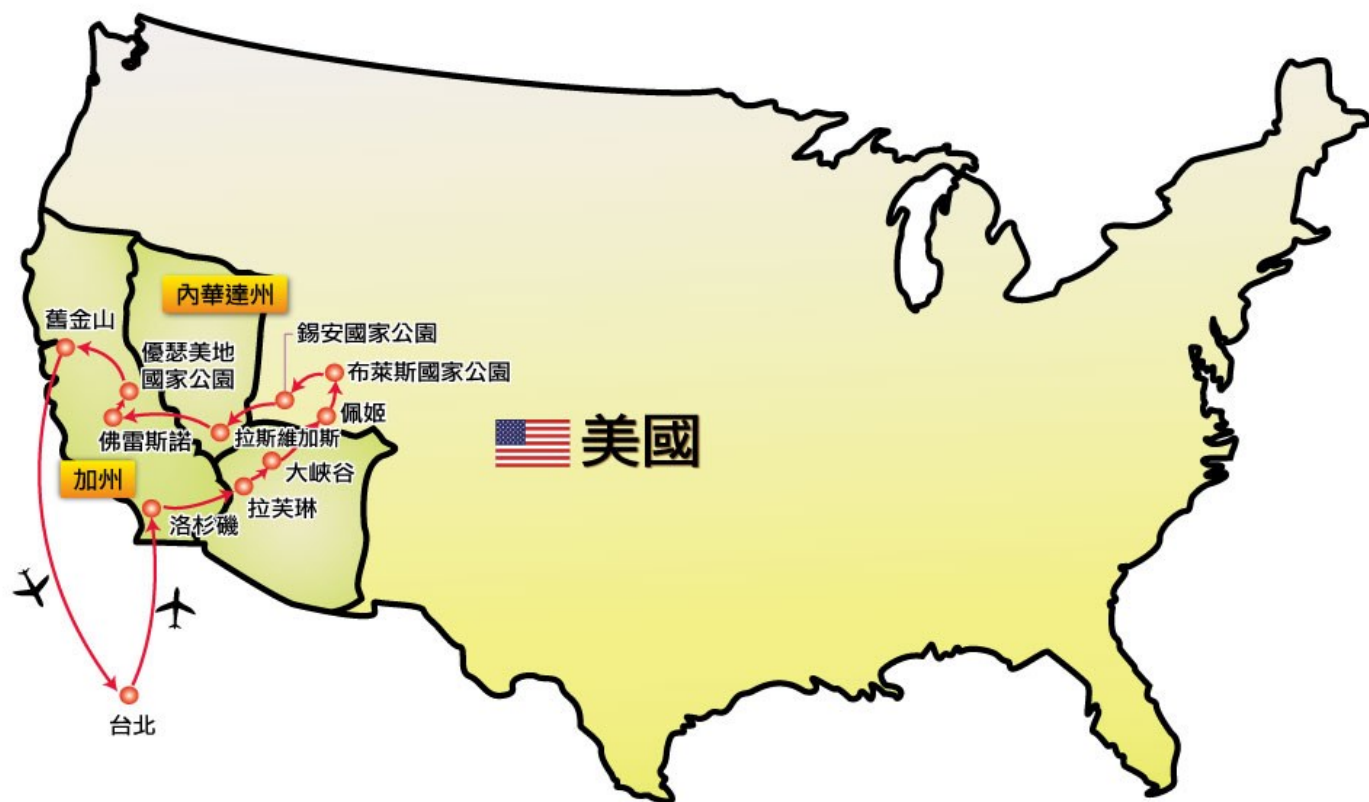 內華達州
舊金山
錫安國家公園
優瑟美地
國家公園
布萊斯國家公園
佩姬
美國
佛雷斯諾
拉斯維加斯
大峽谷
加州
拉芙琳
洛杉磯
台北